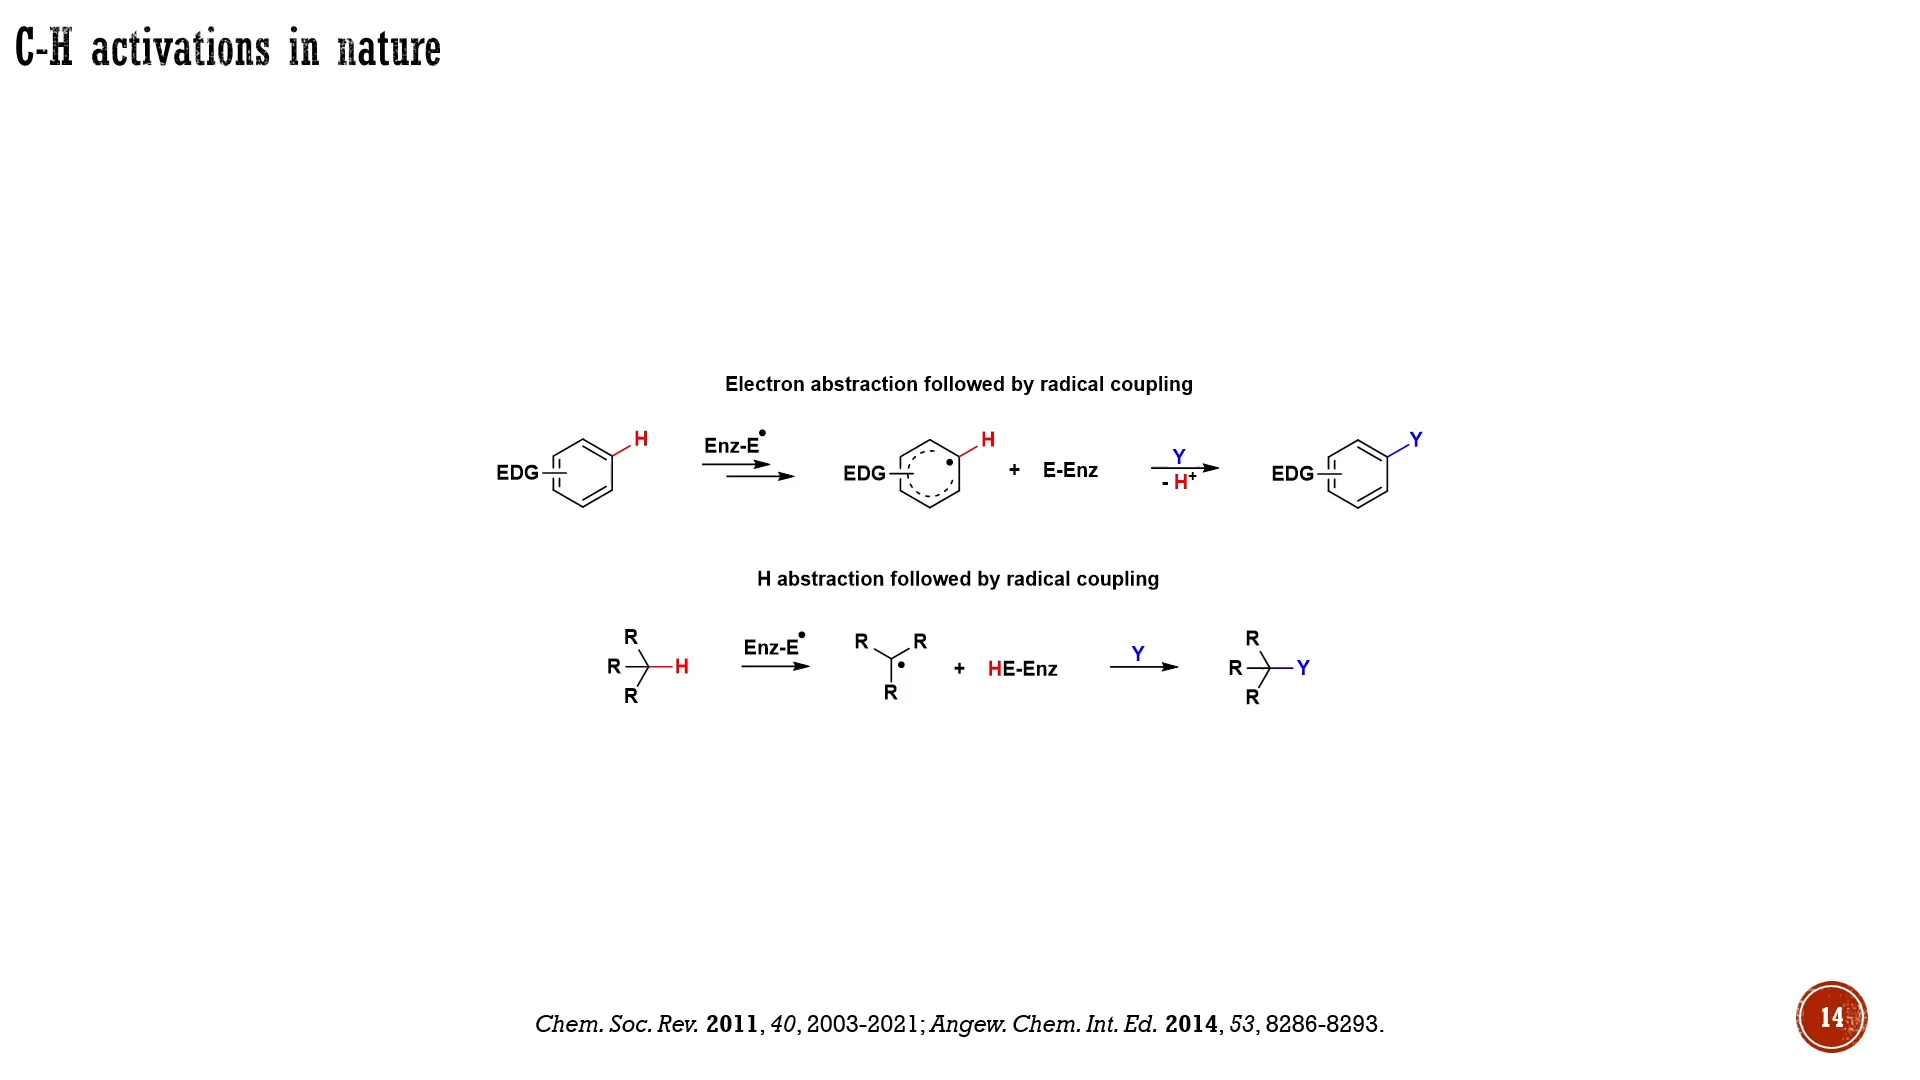 C-H activations in nature
Electron abstraction followed by radical coupling
EDG H Enz-E• EDG H + E-Enz Y - H+ EDG Y
H abstraction followed by radical coupling
R R R H Enz-E• R R R + HE-Enz Y R R R Y
Chem. Soc. Rev. 2011, 40, 2003-2021; Angew. Chem. Int. Ed. 2014, 53, 8286-8293.
14